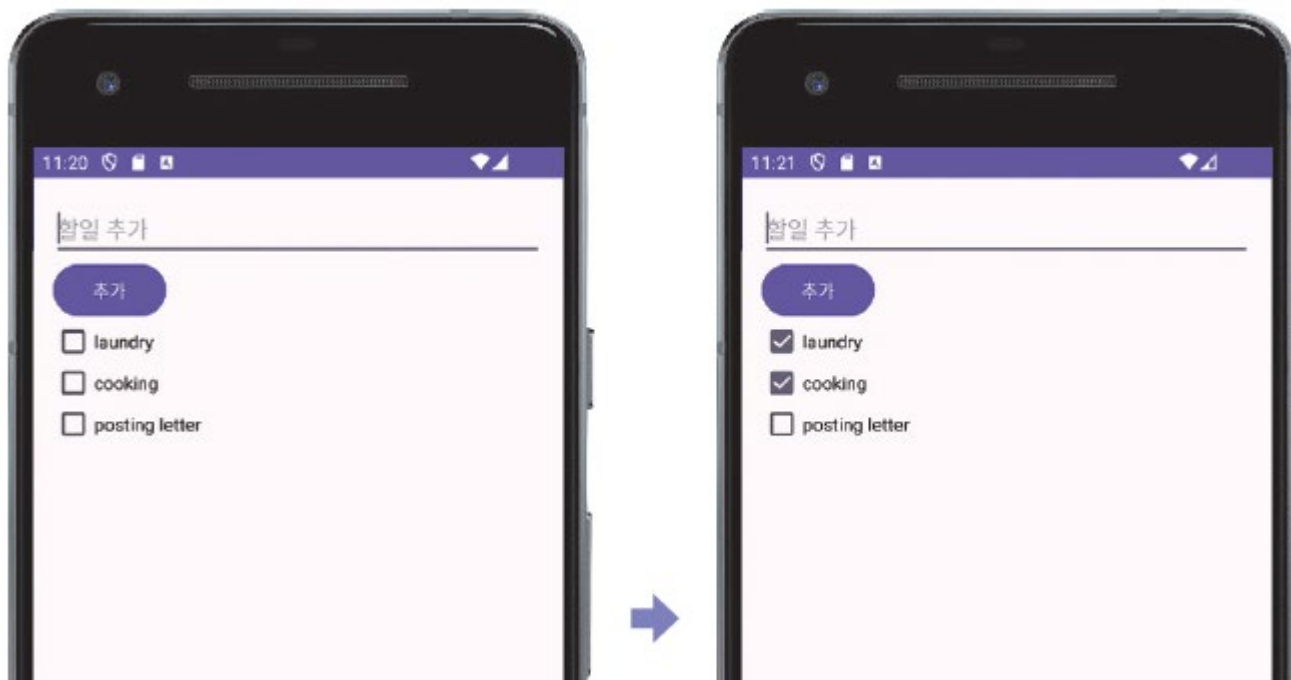 11:20
할일 추가
추가
laundry
cooking
posting letter
11:21
할일 추가
추가
laundry
cooking
posting letter